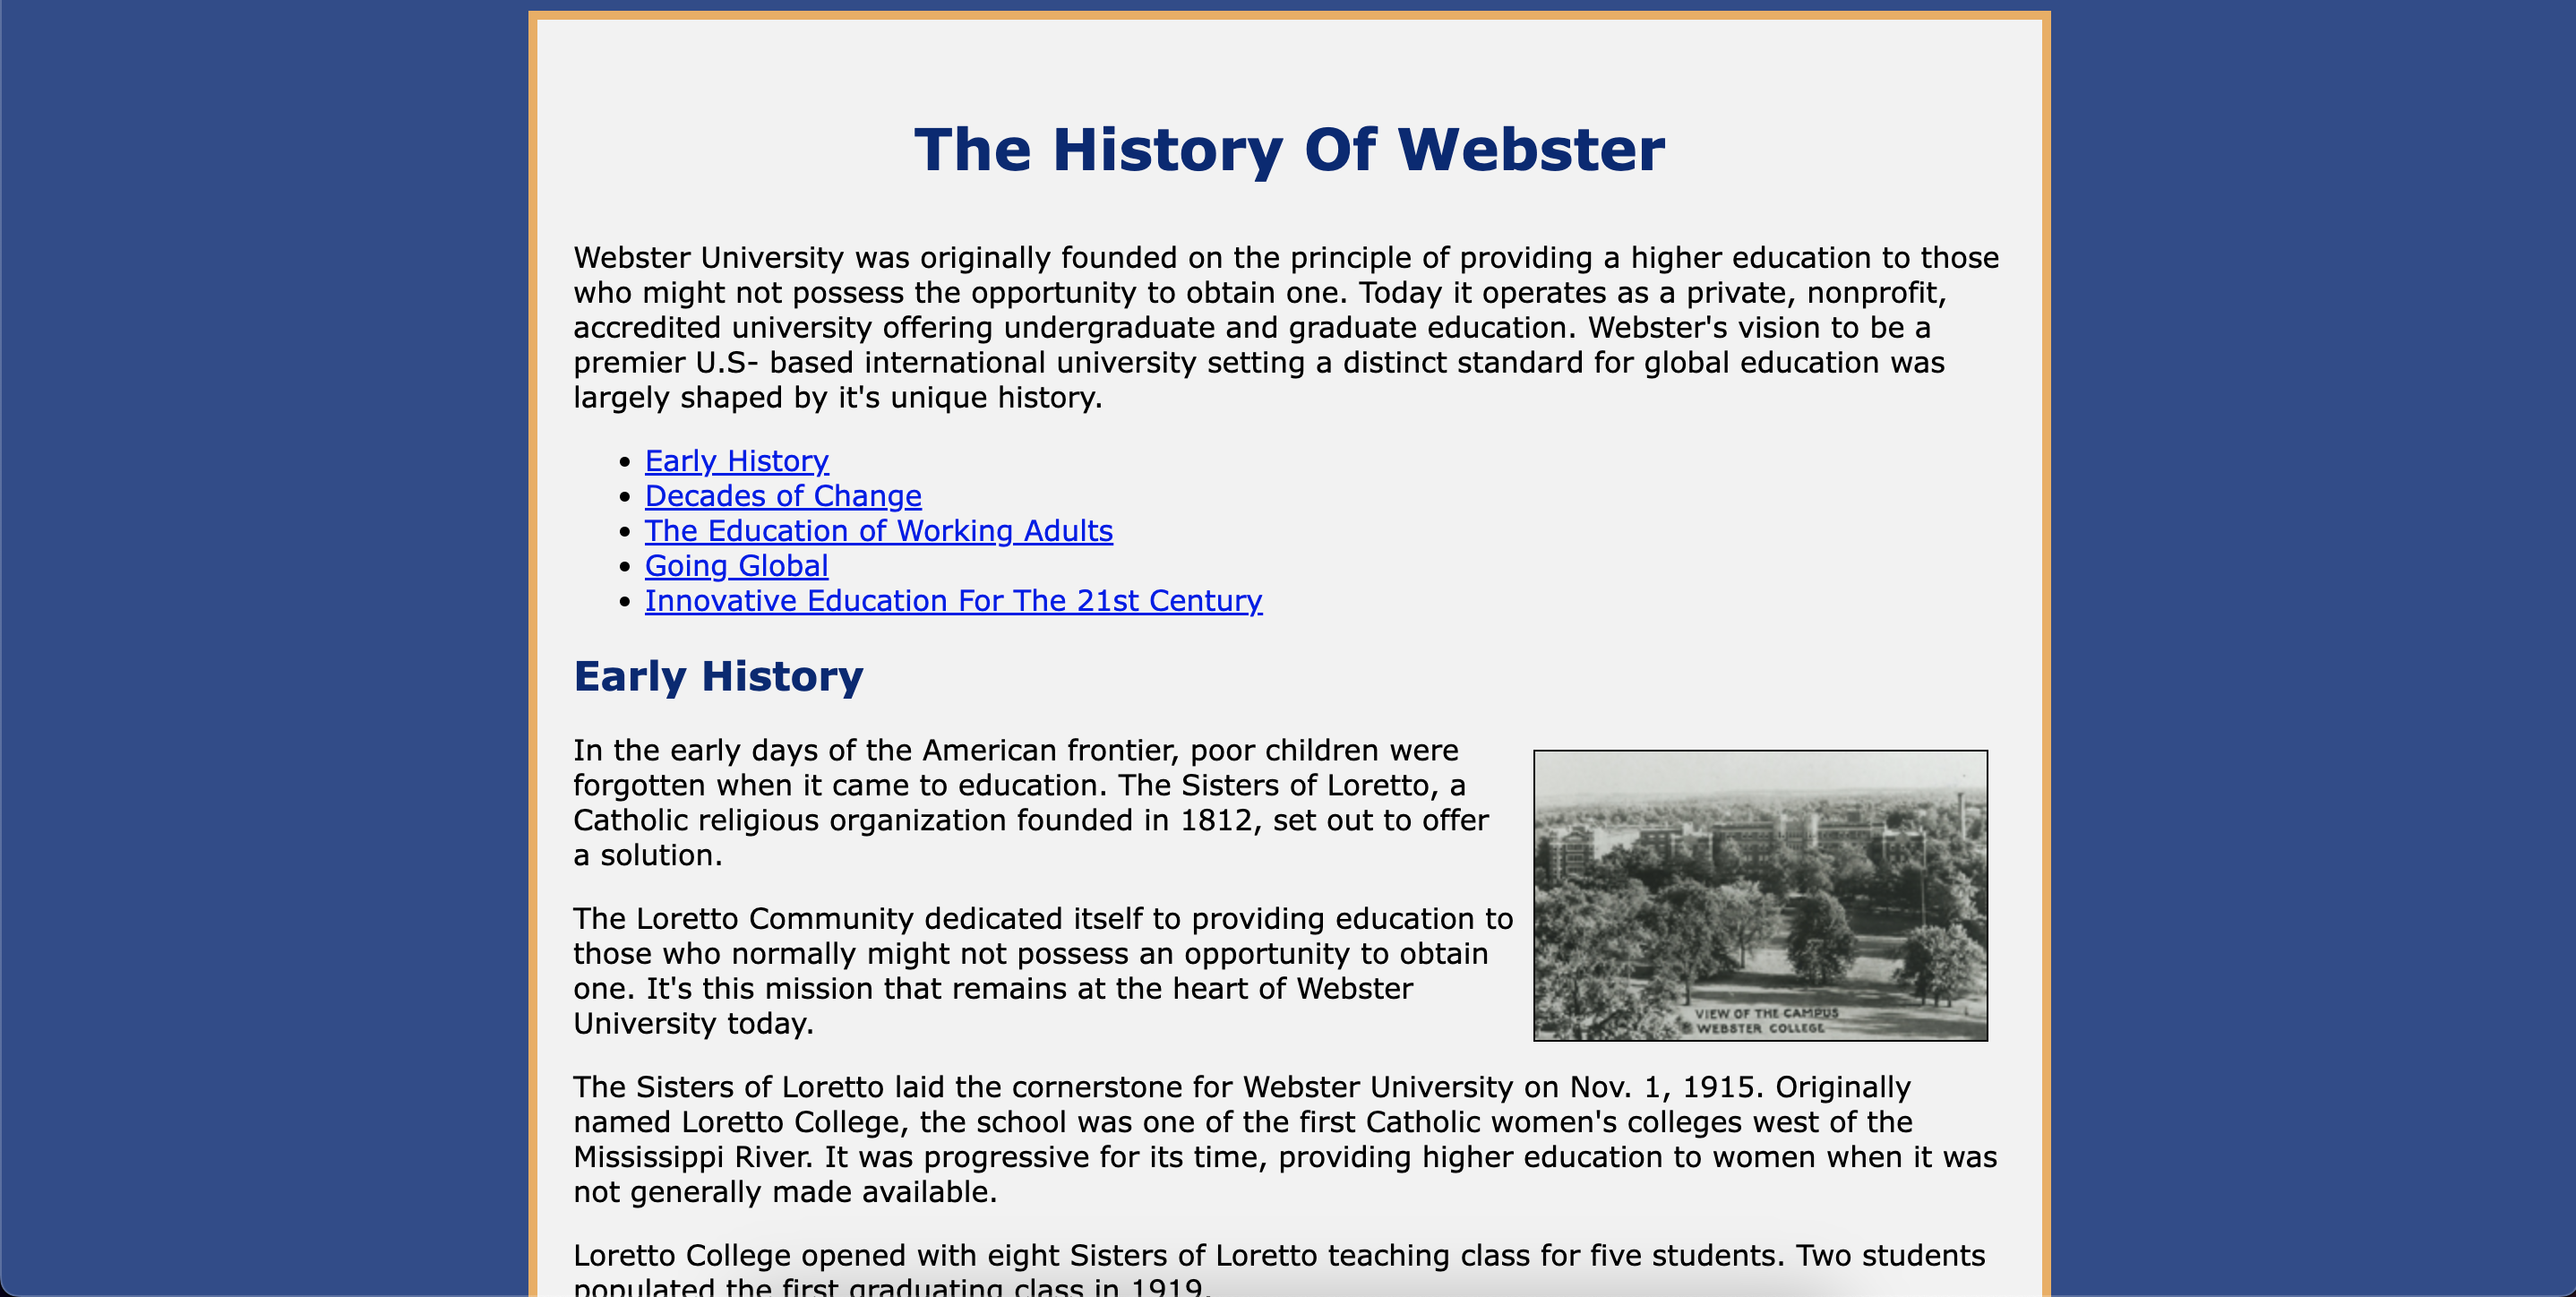 The History Of Webster
Webster University was originally founded on the principle of providing a higher education to those
who might not possess the opportunity to obtain one. Today it operates as a private, nonprofit,
accredited university offering undergraduate and graduate education. Webster's vision to be a
premier U.S- based international university setting a distinct standard for global education was
largely shaped by it's unique history.
Early History
Decades of Change
The Education of Working Adults
Going Global
Innovative Education For The 21st Century
Early History
In the early days of the American frontier, poor children were
forgotten when it came to education. The Sisters of Loretto, a
Catholic religious organization founded in 1812, set out to offer
a solution.
The Loretto Community dedicated itself to providing education to
those who normally might not possess an opportunity to obtain
one. It's this mission that remains at the heart of Webster
University today.
VIEW OF THE CAMPUS
WEBSTER COLLEGE
The Sisters of Loretto laid the cornerstone for Webster University on Nov. 1, 1915. Originally
named Loretto College, the school was one of the first Catholic women's colleges west of the
Mississippi River. It was progressive for its time, providing higher education to women when it was
not generally made available.
Loretto College opened with eight Sisters of Loretto teaching class for five students. Two students
populated the first graduating class in 1919.